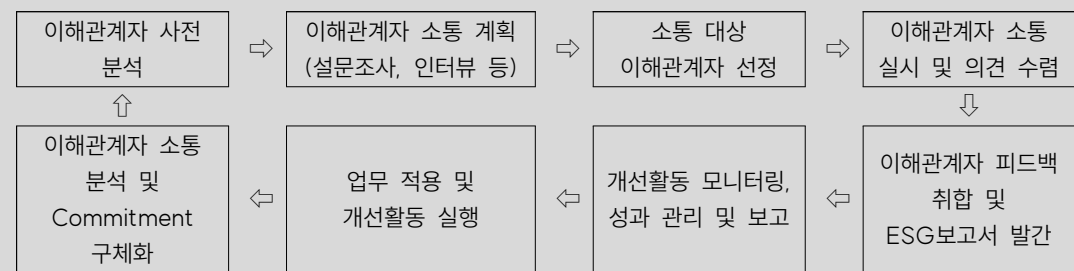 이해관계자 사전
분석
⇨
이해관계자 소통 계획
(설문조사, 인터뷰 등)
⇨
소통 대상
이해관계자 선정
⇨
이해관계자 소통
실시 및 의견 수렴
⇩
이해관계자 피드백
취합 및
ESG보고서 발간
⇦
개선활동 모니터링,
성과 관리 및 보고
⇦
업무 적용 및
개선활동 실행
⇦
이해관계자 소통
분석 및
Commitment
구체화
⇧